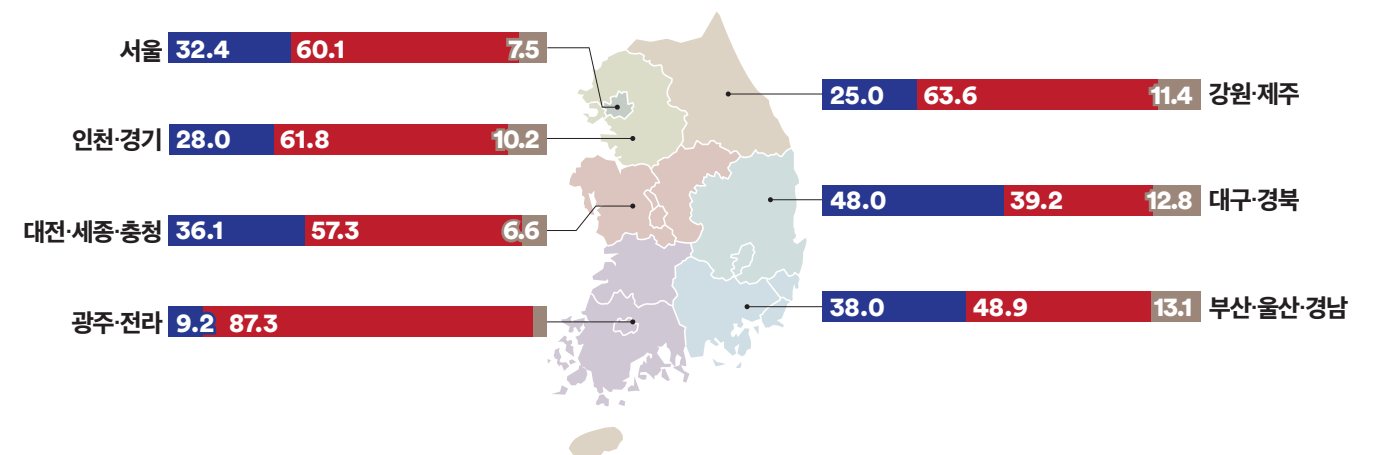 서울 32.4 60.1 7.5
인천·경기 28.0 61.8 10.2
대전·세종·충청 36.1 57.3 6.6
광주·전라 9.2 87.3
25.0 63.6 11.4 강원·제주
48.0 39.2 12.8 대구·경북
38.0 48.9 13.1 부산·울산·경남